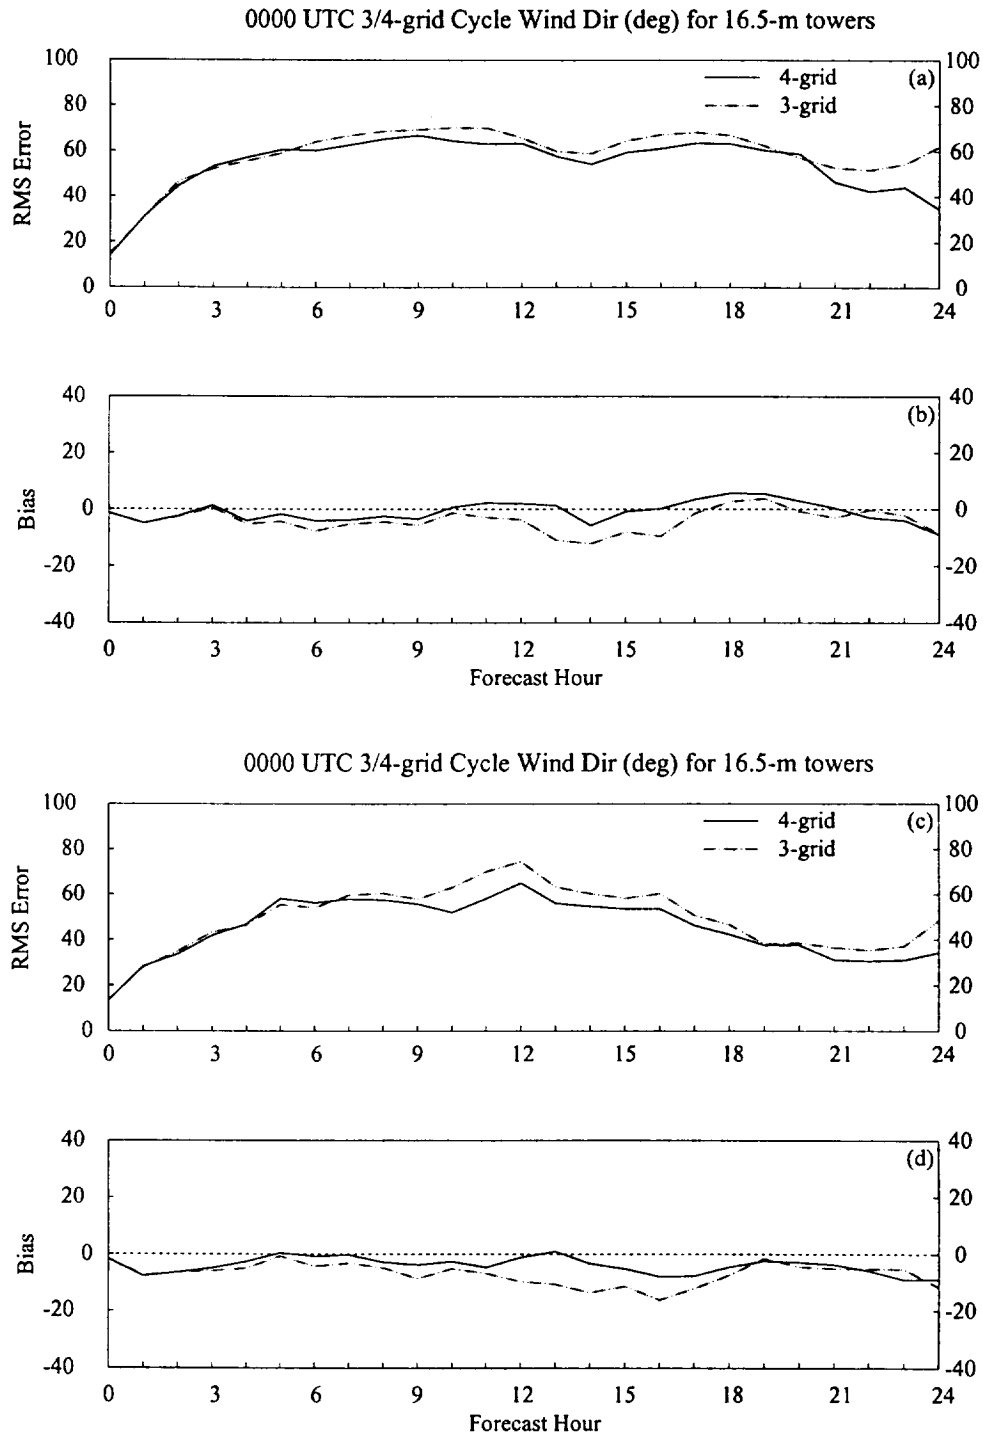 0000 UTC 3/4-grid Cycle Wind Dir (deg) for 16.5-m towers
100 100
4-grid (a)
3-grid
80 80
60 60
RMS Error
40 40
20 20
0 0
0 3 6 9 12 15 18 21 24
40 40
(b)
20 20
0 0
Bias
-20 -20
-40 -40
0 3 6 9 12 15 18 21 24
Forecast Hour
0000 UTC 3/4-grid Cycle Wind Dir (deg) for 16.5-m towers
100 100
4-grid (c)
3-grid
80 80
60 60
RMS Error
40 40
20 20
0 0
0 3 6 9 12 15 18 21 24
40 40
(d)
20 20
0 0
Bias
-20 -20
-40 -40
0 3 6 9 12 15 18 21 24
Forecast Hour